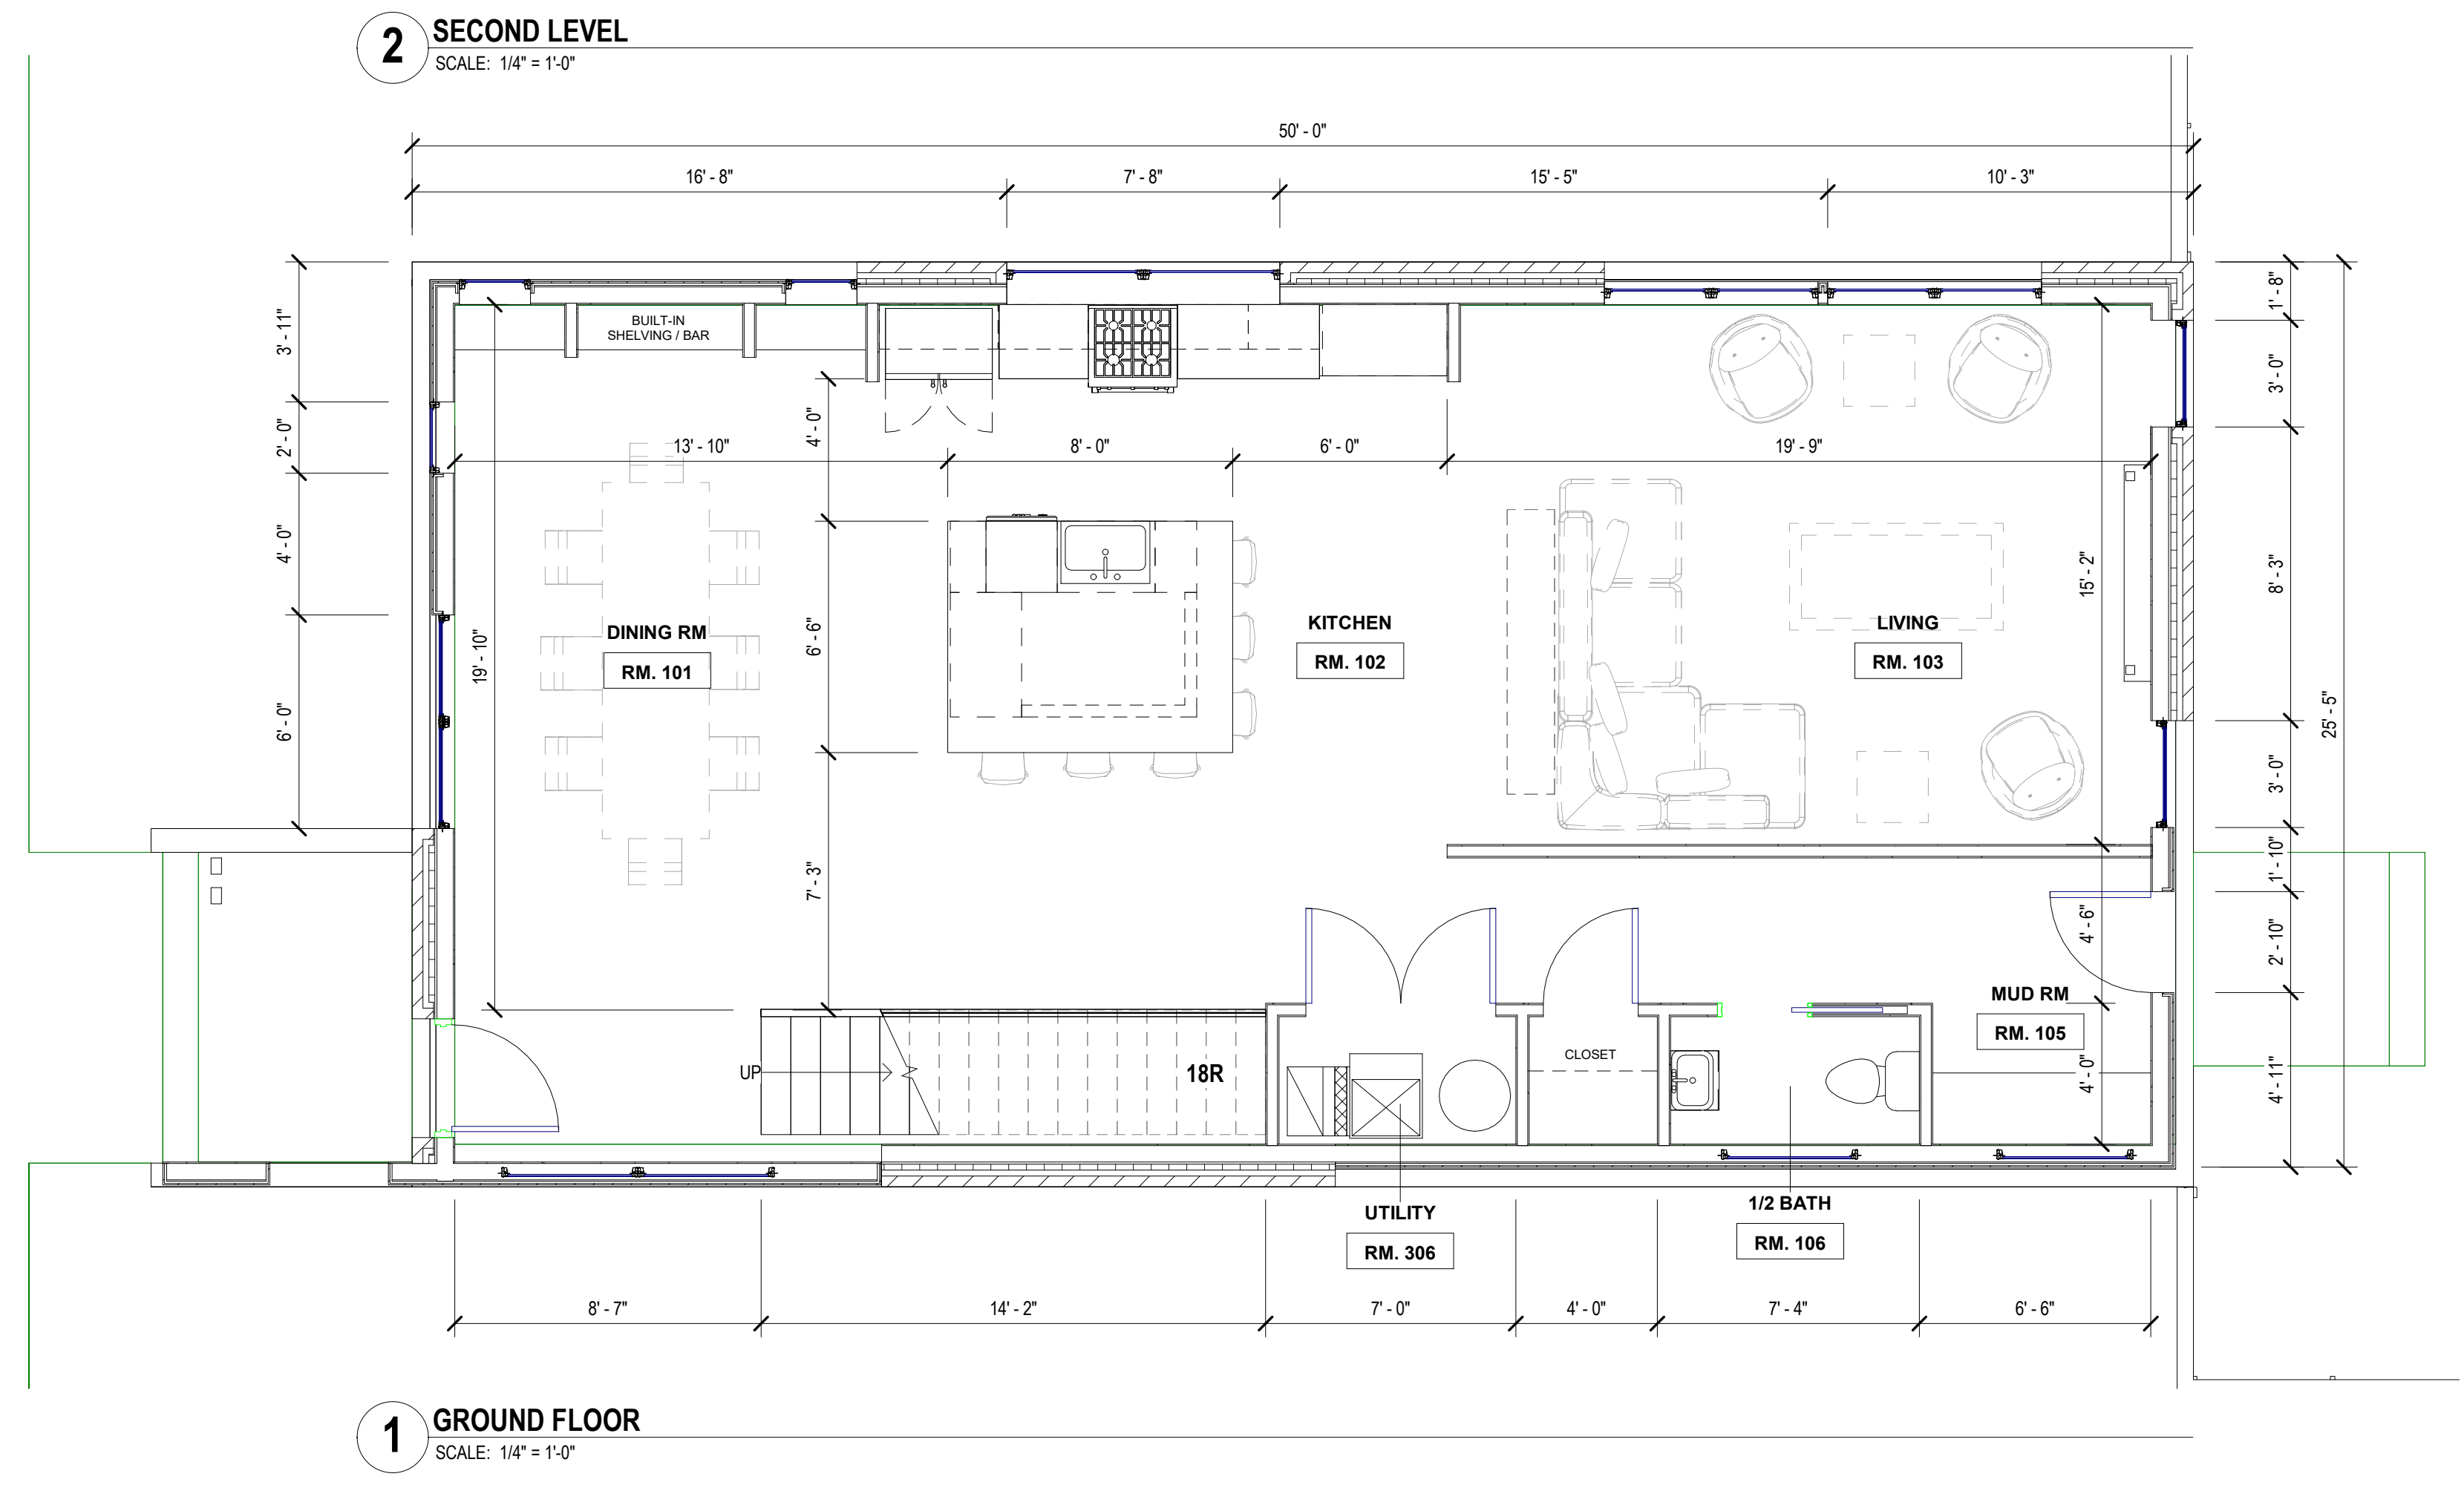 2
SECOND LEVEL
SCALE: 1/4" = 1'-0"
50' - 0"
16' - 8"
7' - 8"
15' - 5"
10' - 3"
3' - 11"
2' - 0"
4' - 0"
6' - 0"
BUILT-IN
SHELVING / BAR
13' - 10"
4' - 0"
8' - 0"
6' - 0"
19' - 9"
1' - 8"
3' - 0"
8' - 3"
3' - 0"
1' - 10"
2' - 10"
4' - 11"
25' - 5"
19' - 10"
DINING RM
RM. 101
6' - 6"
7' - 3"
KITCHEN
RM. 102
LIVING
RM. 103
15' - 2"
4' - 6"
4' - 0"
MUD RM
RM. 105
UP
18R
CLOSET
UTILITY
RM. 306
1/2 BATH
RM. 106
8' - 7"
14' - 2"
7' - 0"
4' - 0"
7' - 4"
6' - 6"
1
GROUND FLOOR
SCALE: 1/4" = 1'-0"